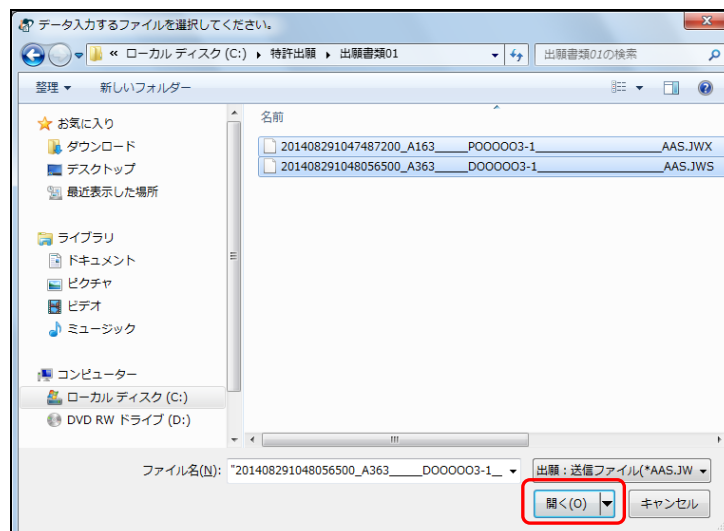 データ入力するファイルを選択してください。
« ローカル ディスク (C:) ▸ 特許出願 ▸ 出願書類01
出願書類01の検索
整理 ▼ 新しいフォルダー
名前
お気に入り
ダウンロード
デスクトップ
最近表示した場所
ライブラリ
ドキュメント
ピクチャ
ビデオ
ミュージック
コンピューター
ローカル ディスク (C:)
DVD RW ドライブ (D:)
201408291047487200_A163_____POOOOO3-1___________________AAS.JWX
201408291048056500_A363_____DOOOOO3-1___________________AAS.JWS
ファイル名(N): "201408291048056500_A363_____DOOOOO3-1__
出願：送信ファイル(*AAS.JW
開く(O)
キャンセル